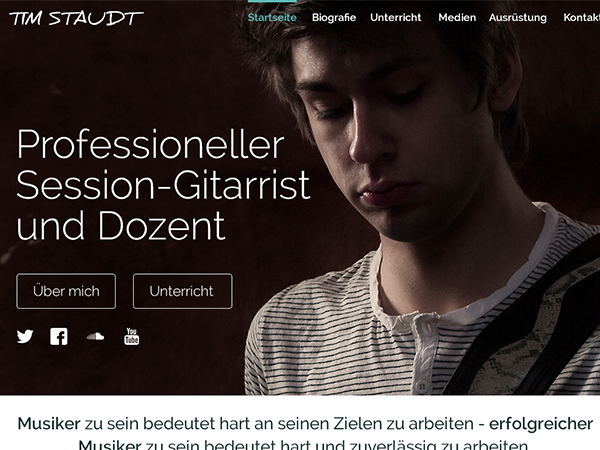 TIM STAUDT
Startseite Biografie Unterricht Medien Ausrüstung Kontakt
Professioneller
Session-Gitarrist
und Dozent
Über mich Unterricht
You
Tube
Musiker zu sein bedeutet hart an seinen Zielen zu arbeiten - erfolgreicher
Musiker zu sein bedeutet hart und zuverlässig zu arbeiten